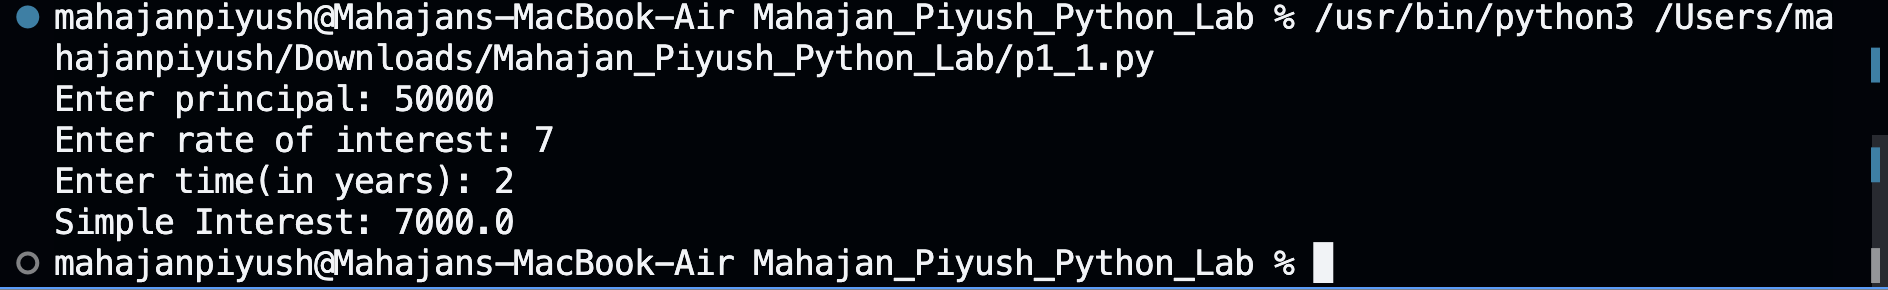 mahajanpiyush@Mahajans-MacBook-Air Mahajan_Piyush_Python_Lab % /usr/bin/python3 /Users/ma
hajanpiyush/Downloads/Mahajan_Piyush_Python_Lab/p1_1.py
Enter principal: 50000
Enter rate of interest: 7
Enter time(in years): 2
Simple Interest: 7000.0
mahajanpiyush@Mahajans-MacBook-Air Mahajan_Piyush_Python_Lab %